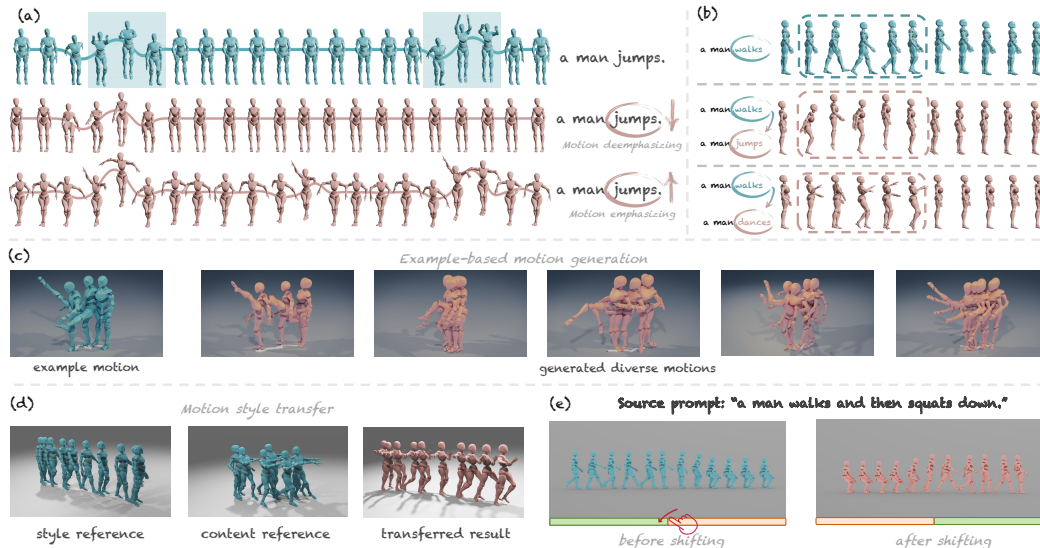 (a)
a man jumps.
a man jumps.
Motion deemphasizing
a man jumps.
Motion emphasizing
(b)
a man walks
a man walks
a man jumps
a man walks
a man dances
(c)
Example-based motion generation
example motion
generated diverse motions
(d)
Motion style transfer
style reference
content reference
transferred result
(e)
Source prompt: “a man walks and then squats down.”
before shifting
after shifting